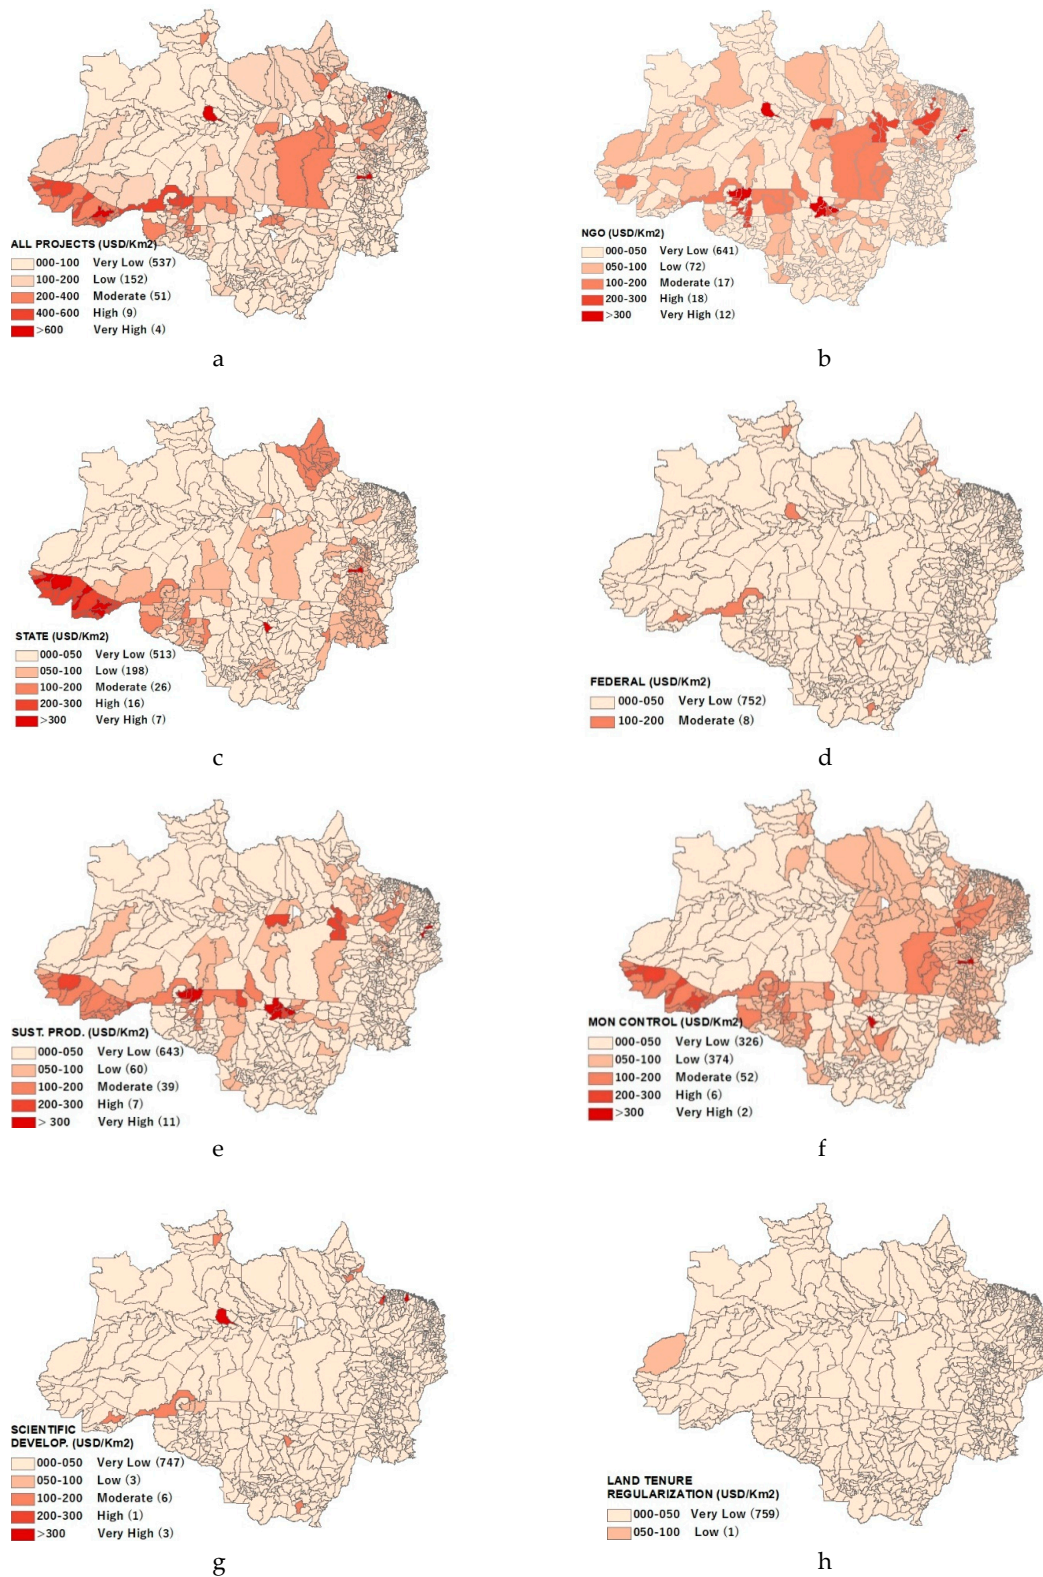 ALL PROJECTS (USD/Km2)
000-100 Very Low (537)
100-200 Low (152)
200-400 Moderate (51)
400-600 High (9)
>600 Very High (4)
a
NGO (USD/Km2)
000-050 Very Low (641)
050-100 Low (72)
100-200 Moderate (17)
200-300 High (18)
>300 Very High (12)
b
STATE (USD/Km2)
000-050 Very Low (513)
050-100 Low (198)
100-200 Moderate (26)
200-300 High (16)
>300 Very High (7)
c
FEDERAL (USD/Km2)
000-050 Very Low (752)
100-200 Moderate (8)
d
SUST. PROD. (USD/Km2)
000-050 Very Low (643)
050-100 Low (60)
100-200 Moderate (39)
200-300 High (7)
> 300 Very High (11)
e
MON CONTROL (USD/Km2)
000-050 Very Low (326)
050-100 Low (374)
100-200 Moderate (52)
200-300 High (6)
>300 Very High (2)
f
SCIENTIFIC
DEVELOP. (USD/Km2)
000-050 Very Low (747)
050-100 Low (3)
100-200 Moderate (6)
200-300 High (1)
>300 Very High (3)
g
LAND TENURE
REGULARIZATION (USD/Km2)
000-050 Very Low (759)
050-100 Low (1)
h